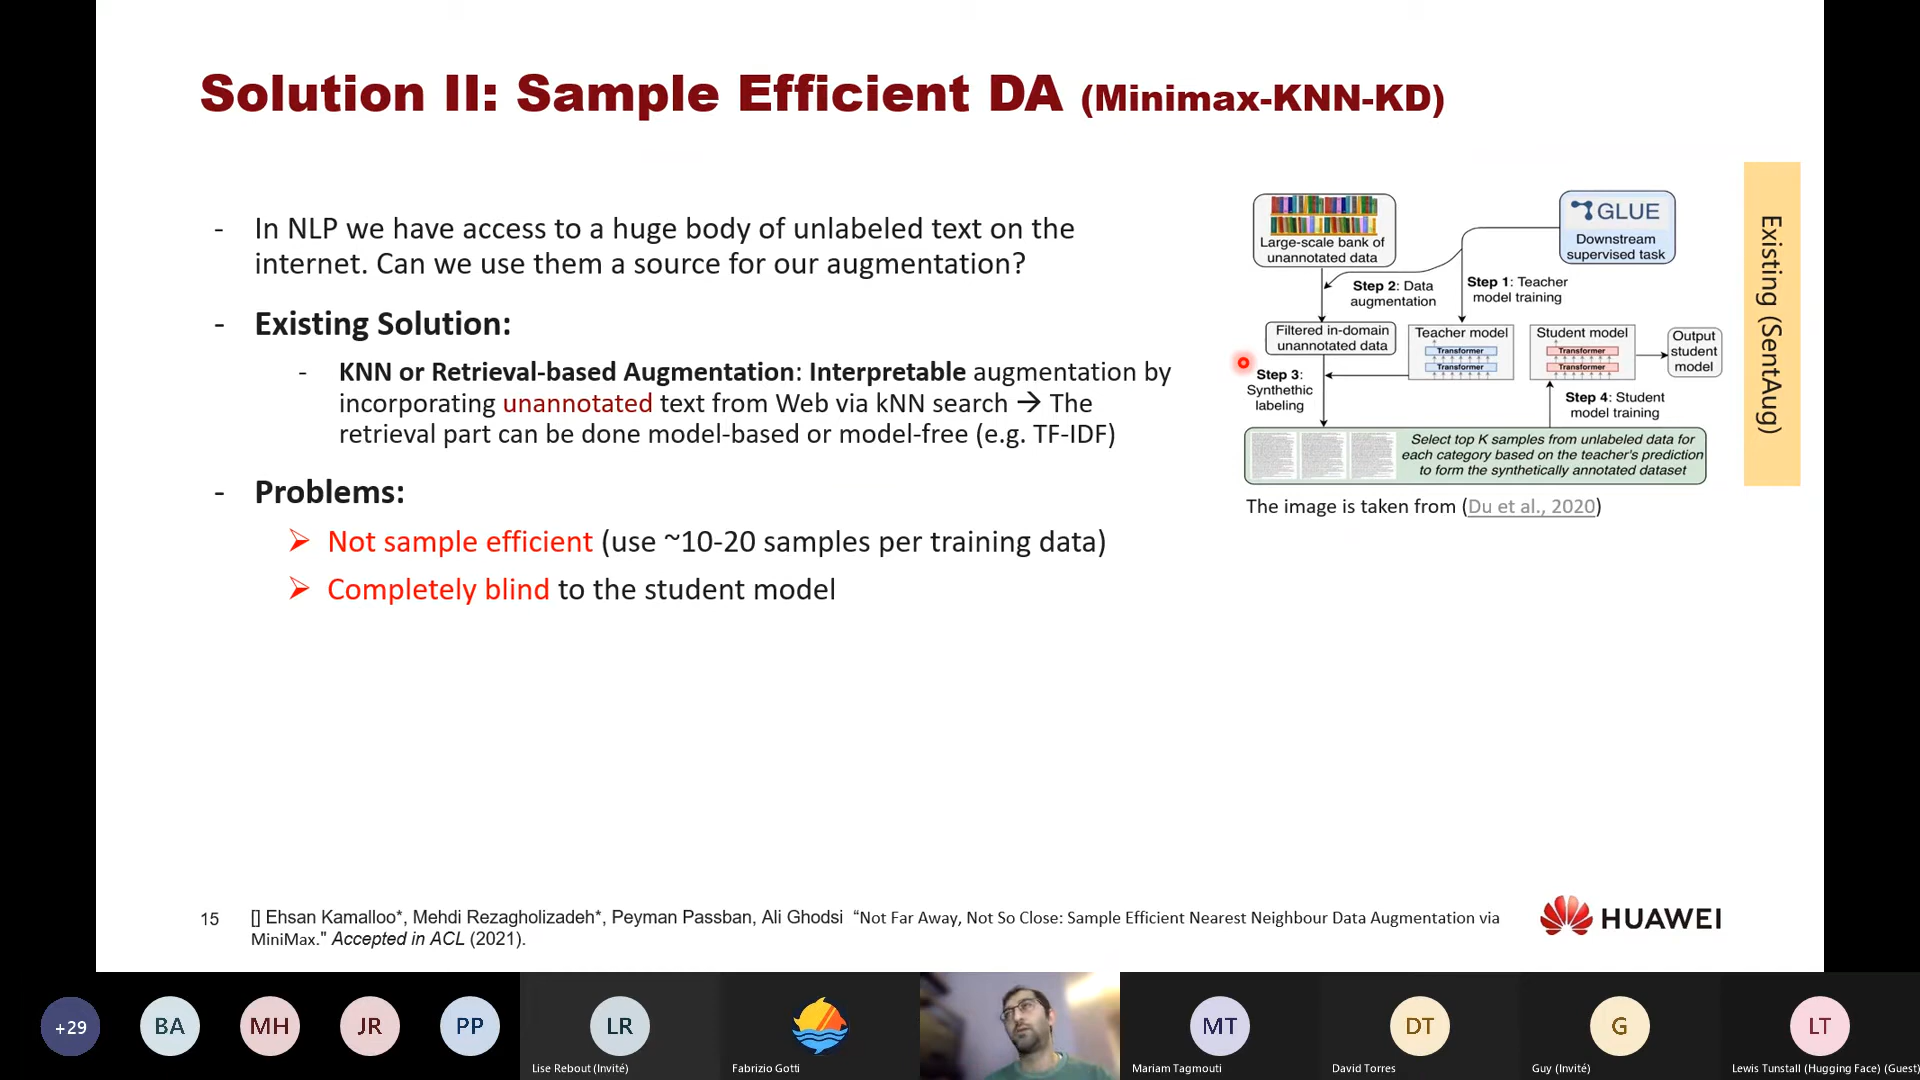 Solution II: Sample Efficient DA (Minimax-KNN-KD)
- In NLP we have access to a huge body of unlabeled text on the
internet. Can we use them a source for our augmentation?
- Existing Solution:
- KNN or Retrieval-based Augmentation: Interpretable augmentation by
incorporating unannotated text from Web via kNN search → The
retrieval part can be done model-based or model-free (e.g. TF-IDF)
- Problems:
➢ Not sample efficient (use ~10-20 samples per training data)
➢ Completely blind to the student model
Large-scale bank of
unannotated data
GLUE
Downstream
supervised task
Step 2: Data
augmentation
Step 1: Teacher
model training
Filtered in-domain
unannotated data
Teacher model
Transformer
Transformer
Student model
Transformer
Transformer
Output
student
model
Step 3:
Synthethic
labeling
Step 4: Student
model training
Select top K samples from unlabeled data for
each category based on the teacher's prediction
to form the synthetically annotated dataset
The image is taken from (Du et al., 2020)
Existing (SentAug)
15
[] Ehsan Kamalloo*, Mehdi Rezagholizadeh*, Peyman Passban, Ali Ghodsi “Not Far Away, Not So Close: Sample Efficient Nearest Neighbour Data Augmentation via
MiniMax." Accepted in ACL (2021).
HUAWEI
+29
BA
MH
JR
PP
LR
Lise Rebout (Invité)
Fabrizio Gotti
MT
Mariam Tagmouti
DT
David Torres
G
Guy (Invité)
LT
Lewis Tunstall (Hugging Face) (Guest)